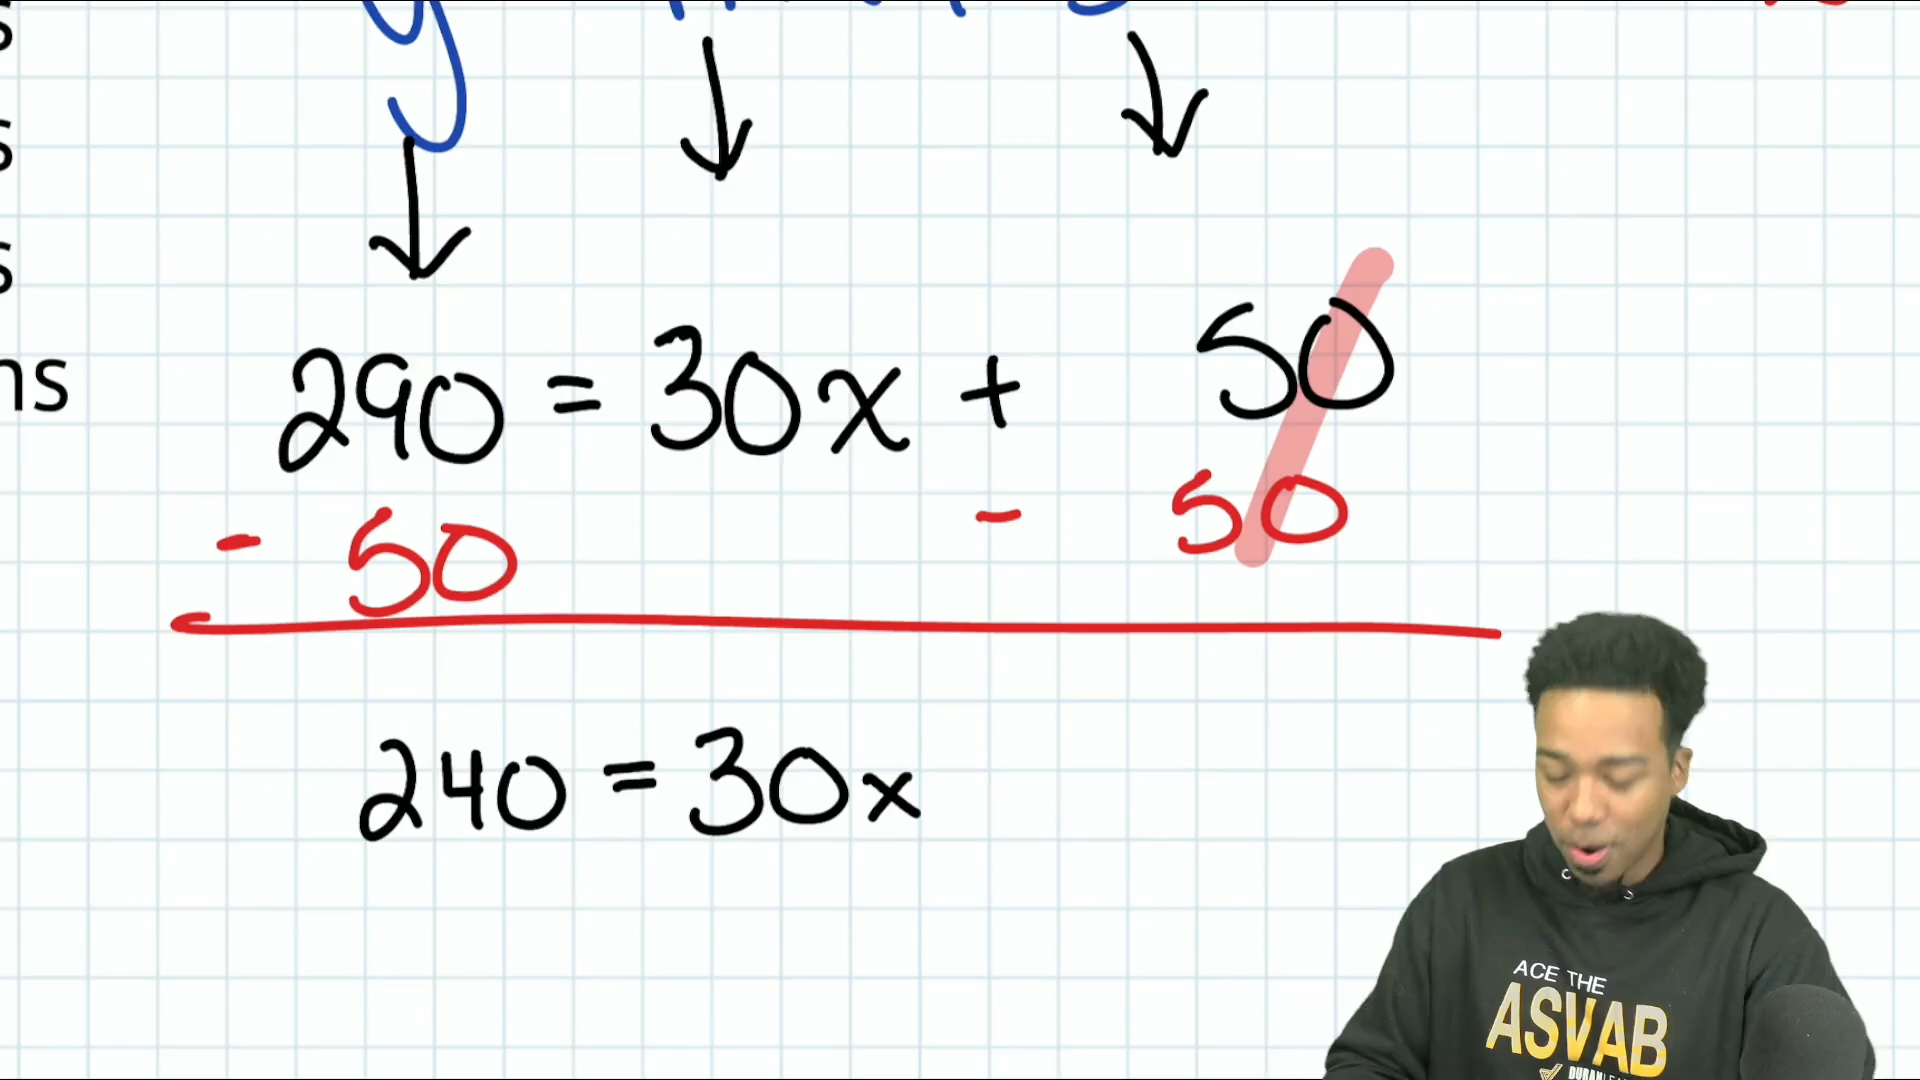 s
y
s
s
ns
290 = 30x + 50
- 50 - 50
240 = 30x
ACE THE
ASVAB